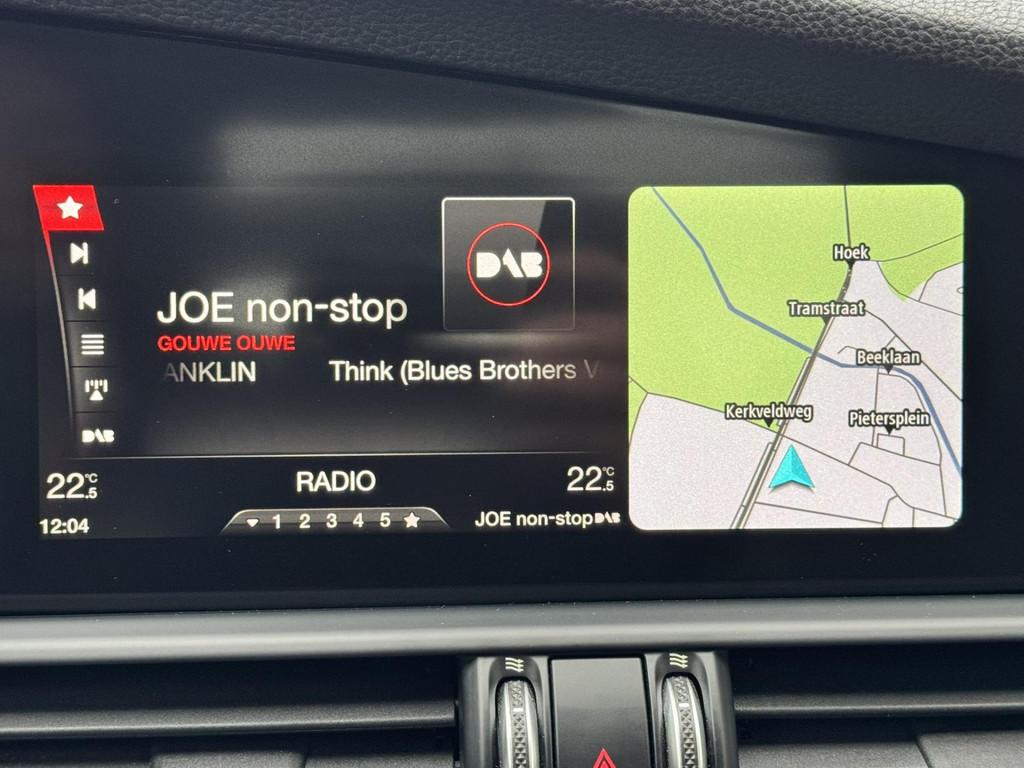 DAB
JOE non-stop
GOUWE OUWE
ANKLIN Think (Blues Brothers V
DAB
22.5 °C
RADIO
22.5 °C
12:04
1 2 3 4 5
JOE non-stop DAB
Hoek
Tramstraat
Beeklaan
Kerkveldweg
Pietersplein